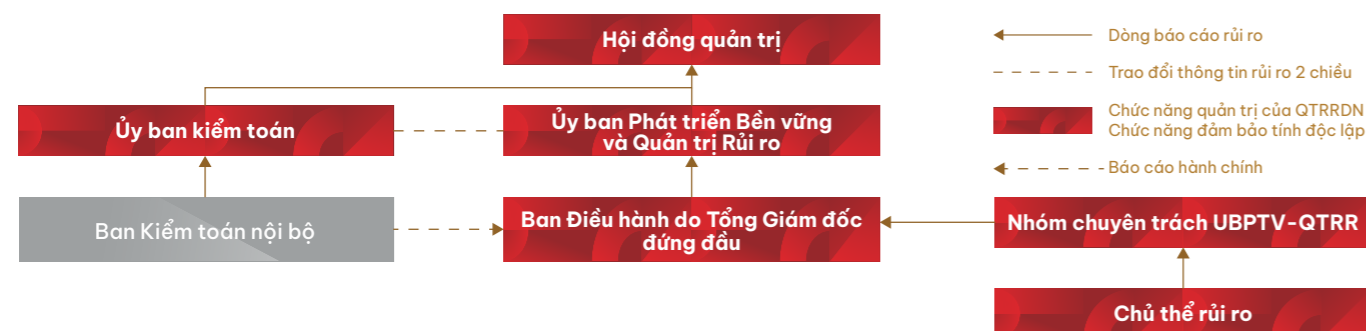 Hội đồng quản trị
Ủy ban kiểm toán
Ủy ban Phát triển Bền vững
và Quản trị Rủi ro
Ban Kiểm toán nội bộ
Ban Điều hành do Tổng Giám đốc
đứng đầu
Dòng báo cáo rủi ro
Trao đổi thông tin rủi ro 2 chiều
Chức năng quản trị của QTRRDN
Chức năng đảm bảo tính độc lập
Báo cáo hành chính
Nhóm chuyên trách UBPTV-QTRR
Chủ thể rủi ro